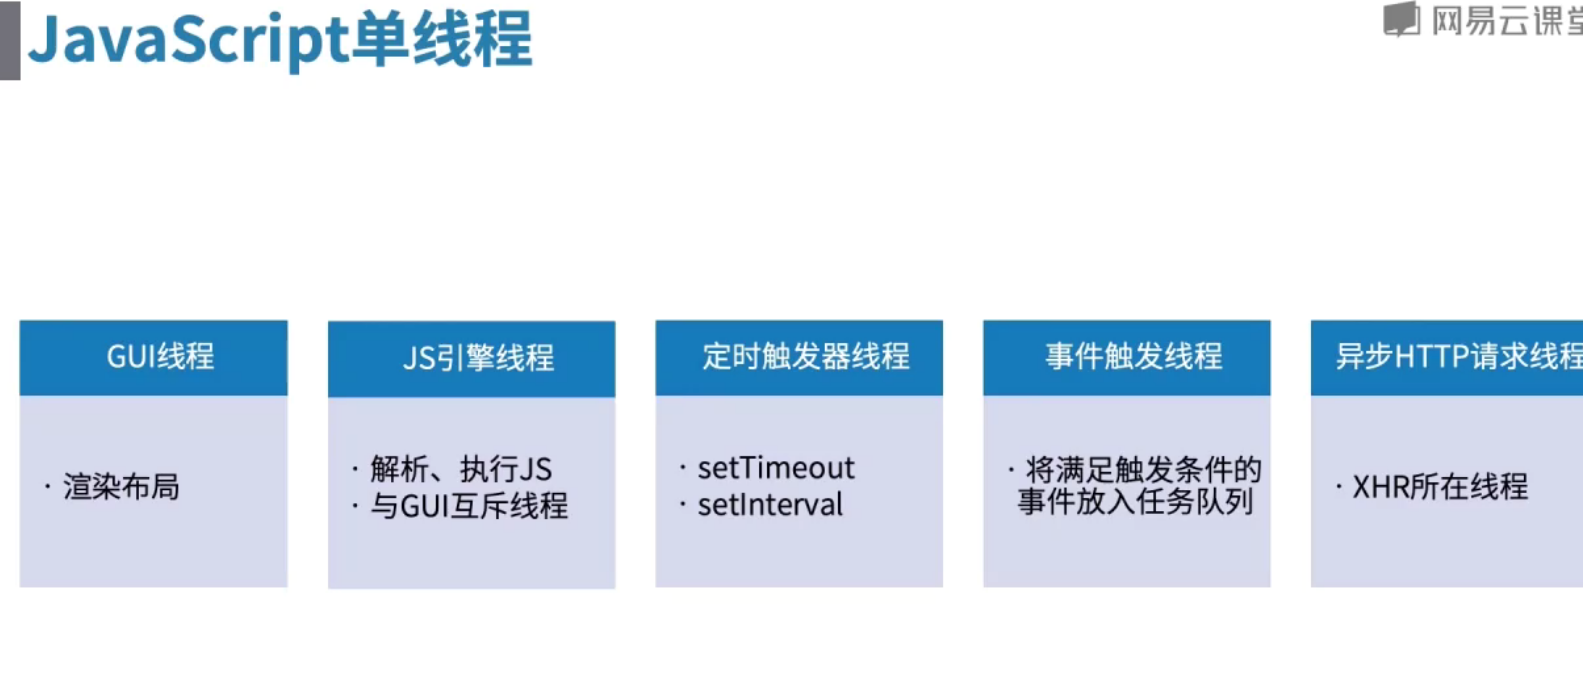 JavaScript单线程
网易云课堂
GUI线程
JS引擎线程
定时触发器线程
事件触发线程
异步HTTP请求线程
· 渲染布局
· 解析、执行JS
· 与GUI互斥线程
· setTimeout
· setInterval
· 将满足触发条件的
事件放入任务队列
· XHR所在线程